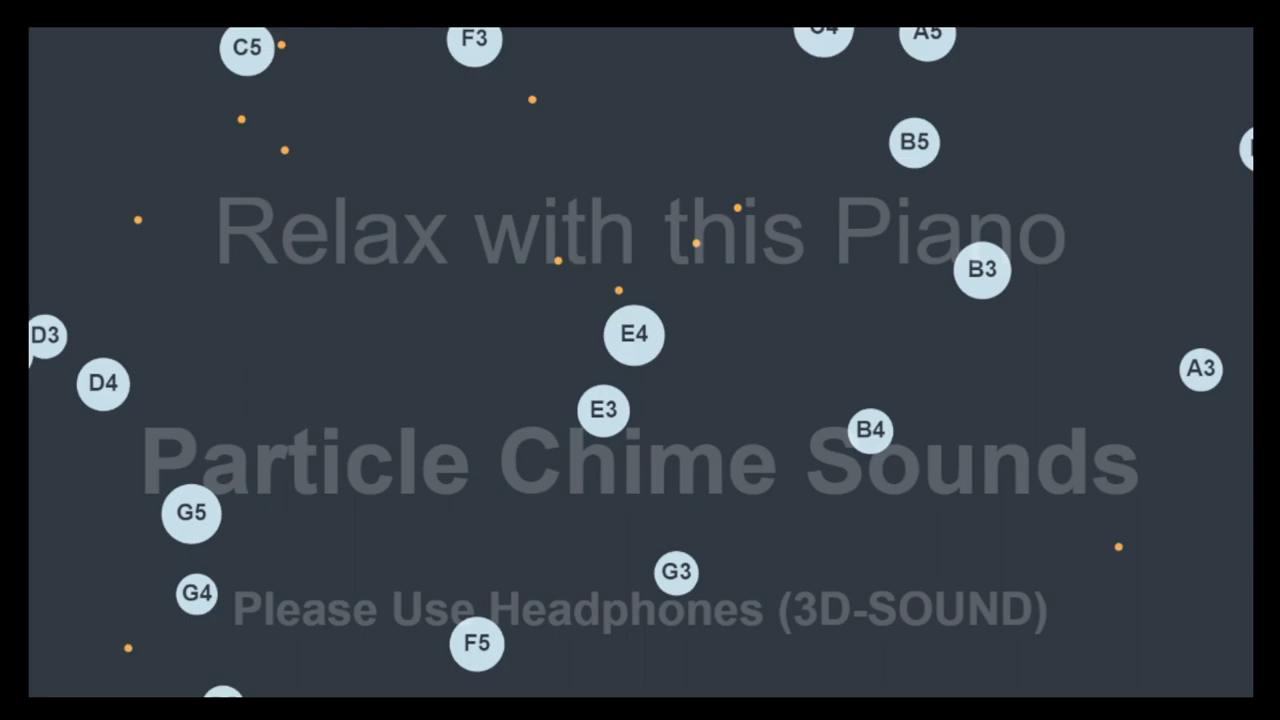 C5
F3
A5
B5
Relax with this Piano
B3
D3
E4
A3
D4
E3
B4
Particle Chime Sounds
G5
G3
G4
Please Use Headphones (3D-SOUND)
F5